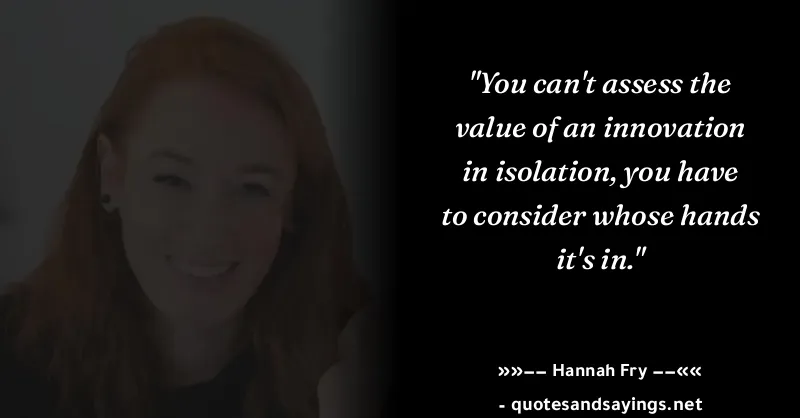 "You can't assess the
value of an innovation
in isolation, you have
to consider whose hands
it's in."
»»−− Hannah Fry −−««
- quotesandsayings.net